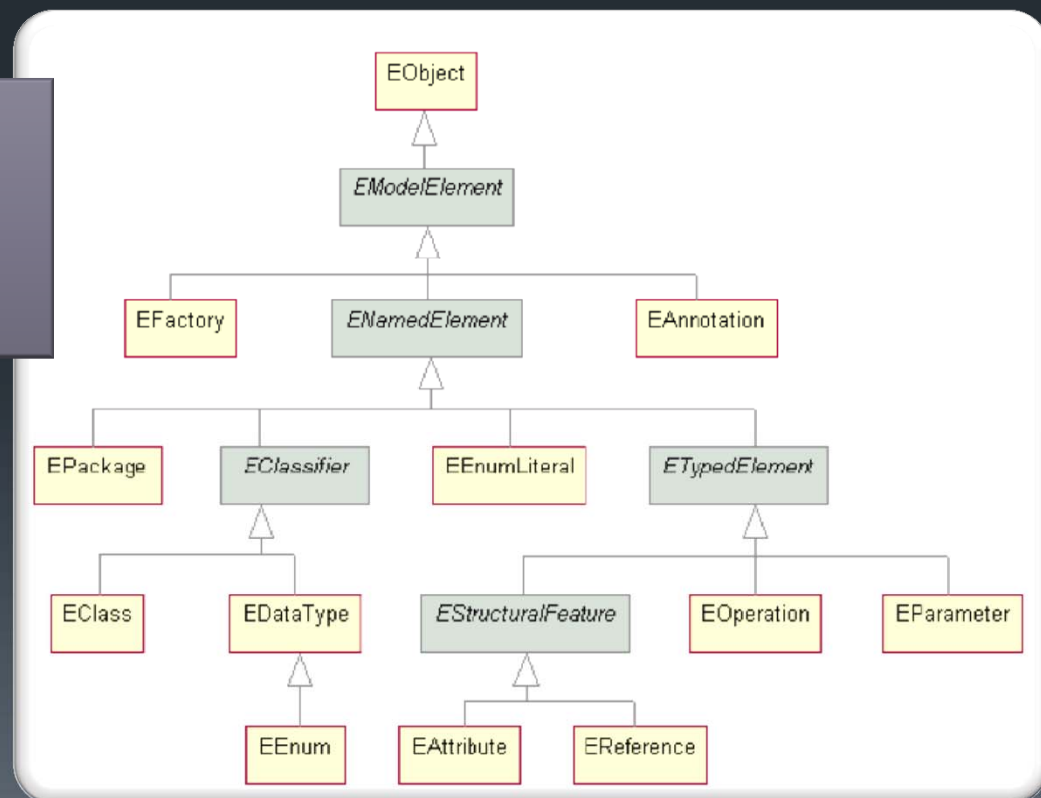 EObject
EModelElement
EFactory
ENamedElement
EAnnotation
EPackage
EClassifier
EEnumLiteral
ETypedElement
EClass
EDataType
EStructuralFeature
EOperation
EParameter
EEnum
EAttribute
EReference